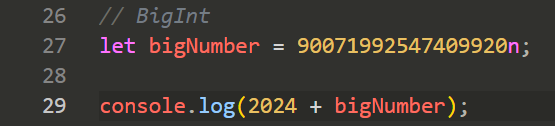 26 // BigInt
27 let bigNumber = 90071992547409920n;
28
29 console.log(2024 + bigNumber);